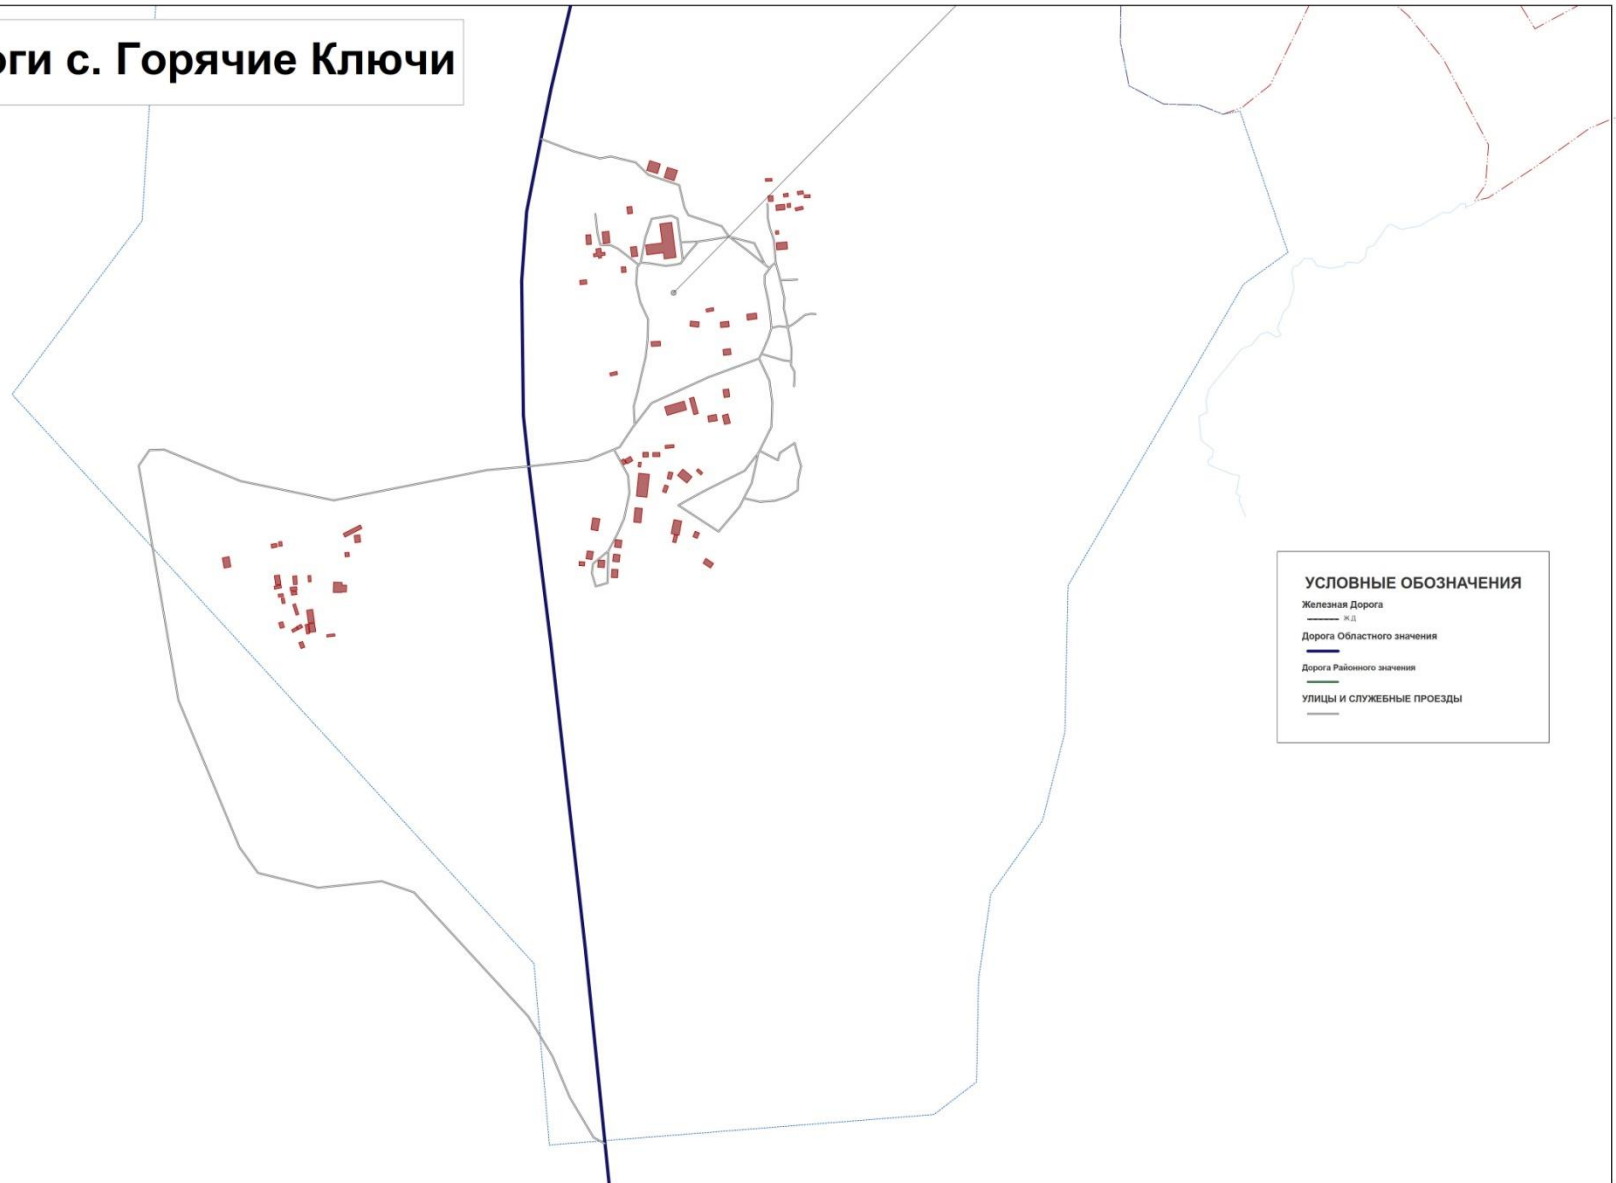 оги с. Горячие Ключи
УСЛОВНЫЕ ОБОЗНАЧЕНИЯ
Железная Дорога
Ж.Д
Дорога Областного значения
Дорога Районного значения
УЛИЦЫ И СЛУЖЕБНЫЕ ПРОЕЗДЫ